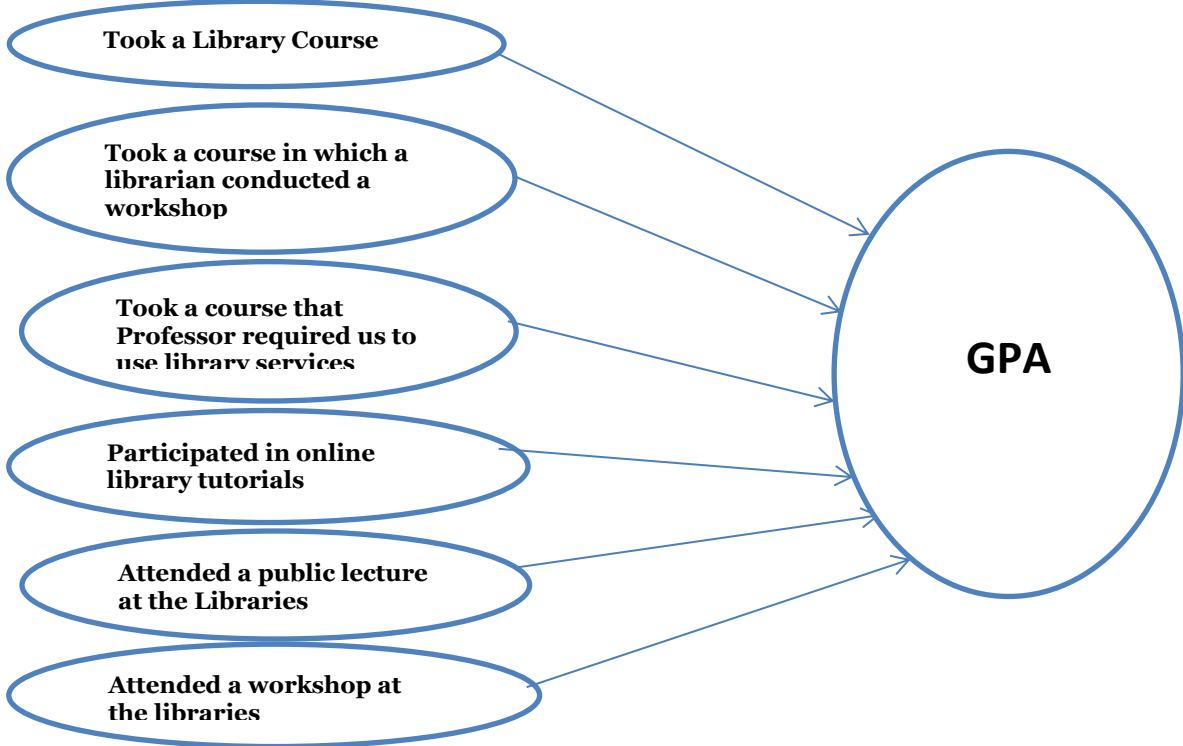 Took a Library Course
Took a course in which a
librarian conducted a
workshop
Took a course that
Professor required us to
use library services
Participated in online
library tutorials
Attended a public lecture
at the Libraries
Attended a workshop at
the libraries
GPA